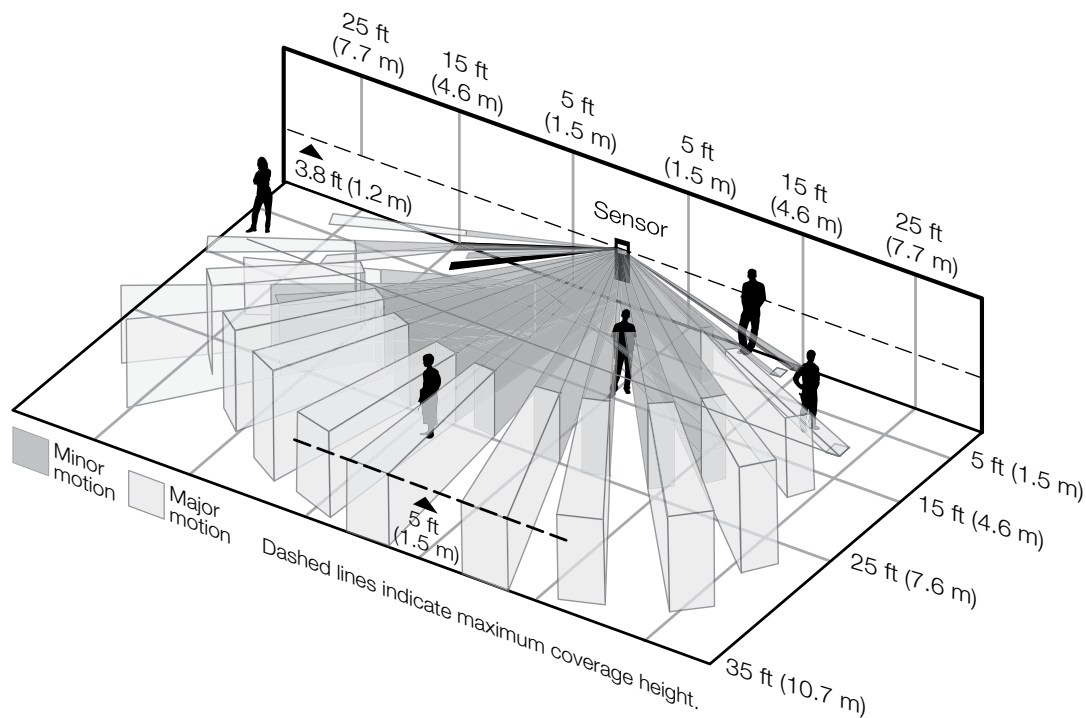 25 ft
(7.7 m)
15 ft
(4.6 m)
5 ft
(1.5 m)
5 ft
(1.5 m)
15 ft
(4.6 m)
25 ft
(7.7 m)
3.8 ft (1.2 m)
Sensor
5 ft (1.5 m)
15 ft (4.6 m)
25 ft (7.6 m)
35 ft (10.7 m)
Minor
motion
Major
motion
5 ft
(1.5 m)
Dashed lines indicate maximum coverage height.